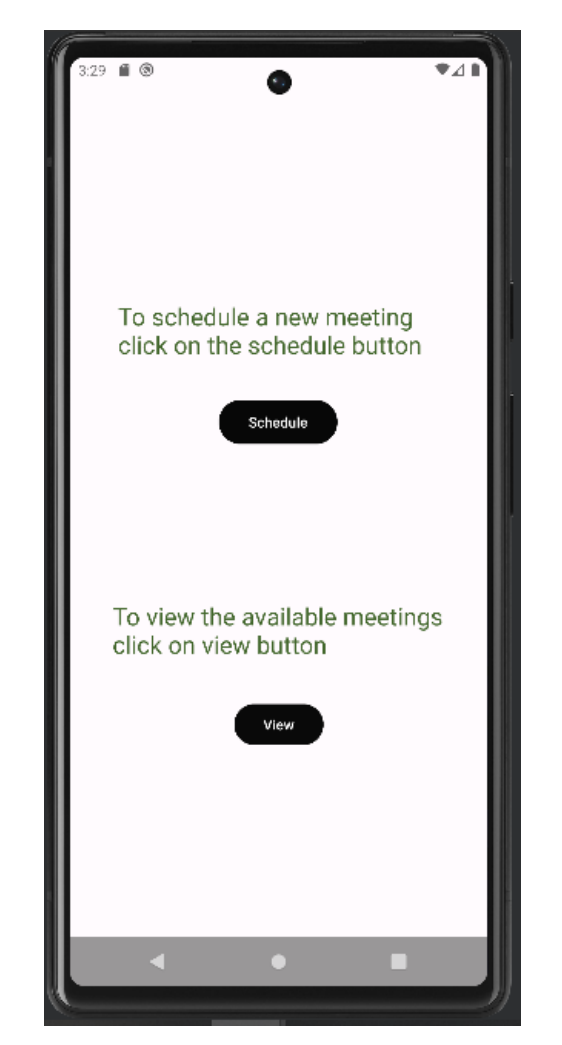 3:29
To schedule a new meeting
click on the schedule button
Schedule
To view the available meetings
click on view button
View